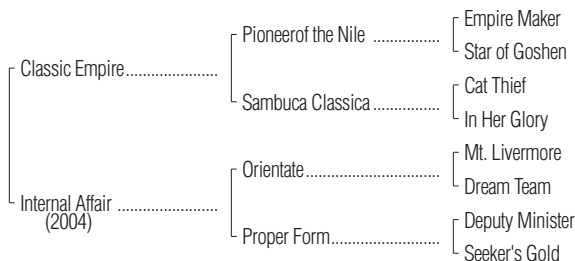 Empire Maker
Pioneerof the Nile ................
Star of Goshen
Classic Empire......................
Cat Thief
Sambuca Classica................
In Her Glory
Mt. Livermore
Orientate................................
Dream Team
Internal Affair ........................
(2004)
Deputy Minister
Proper Form..........................
Seeker's Gold